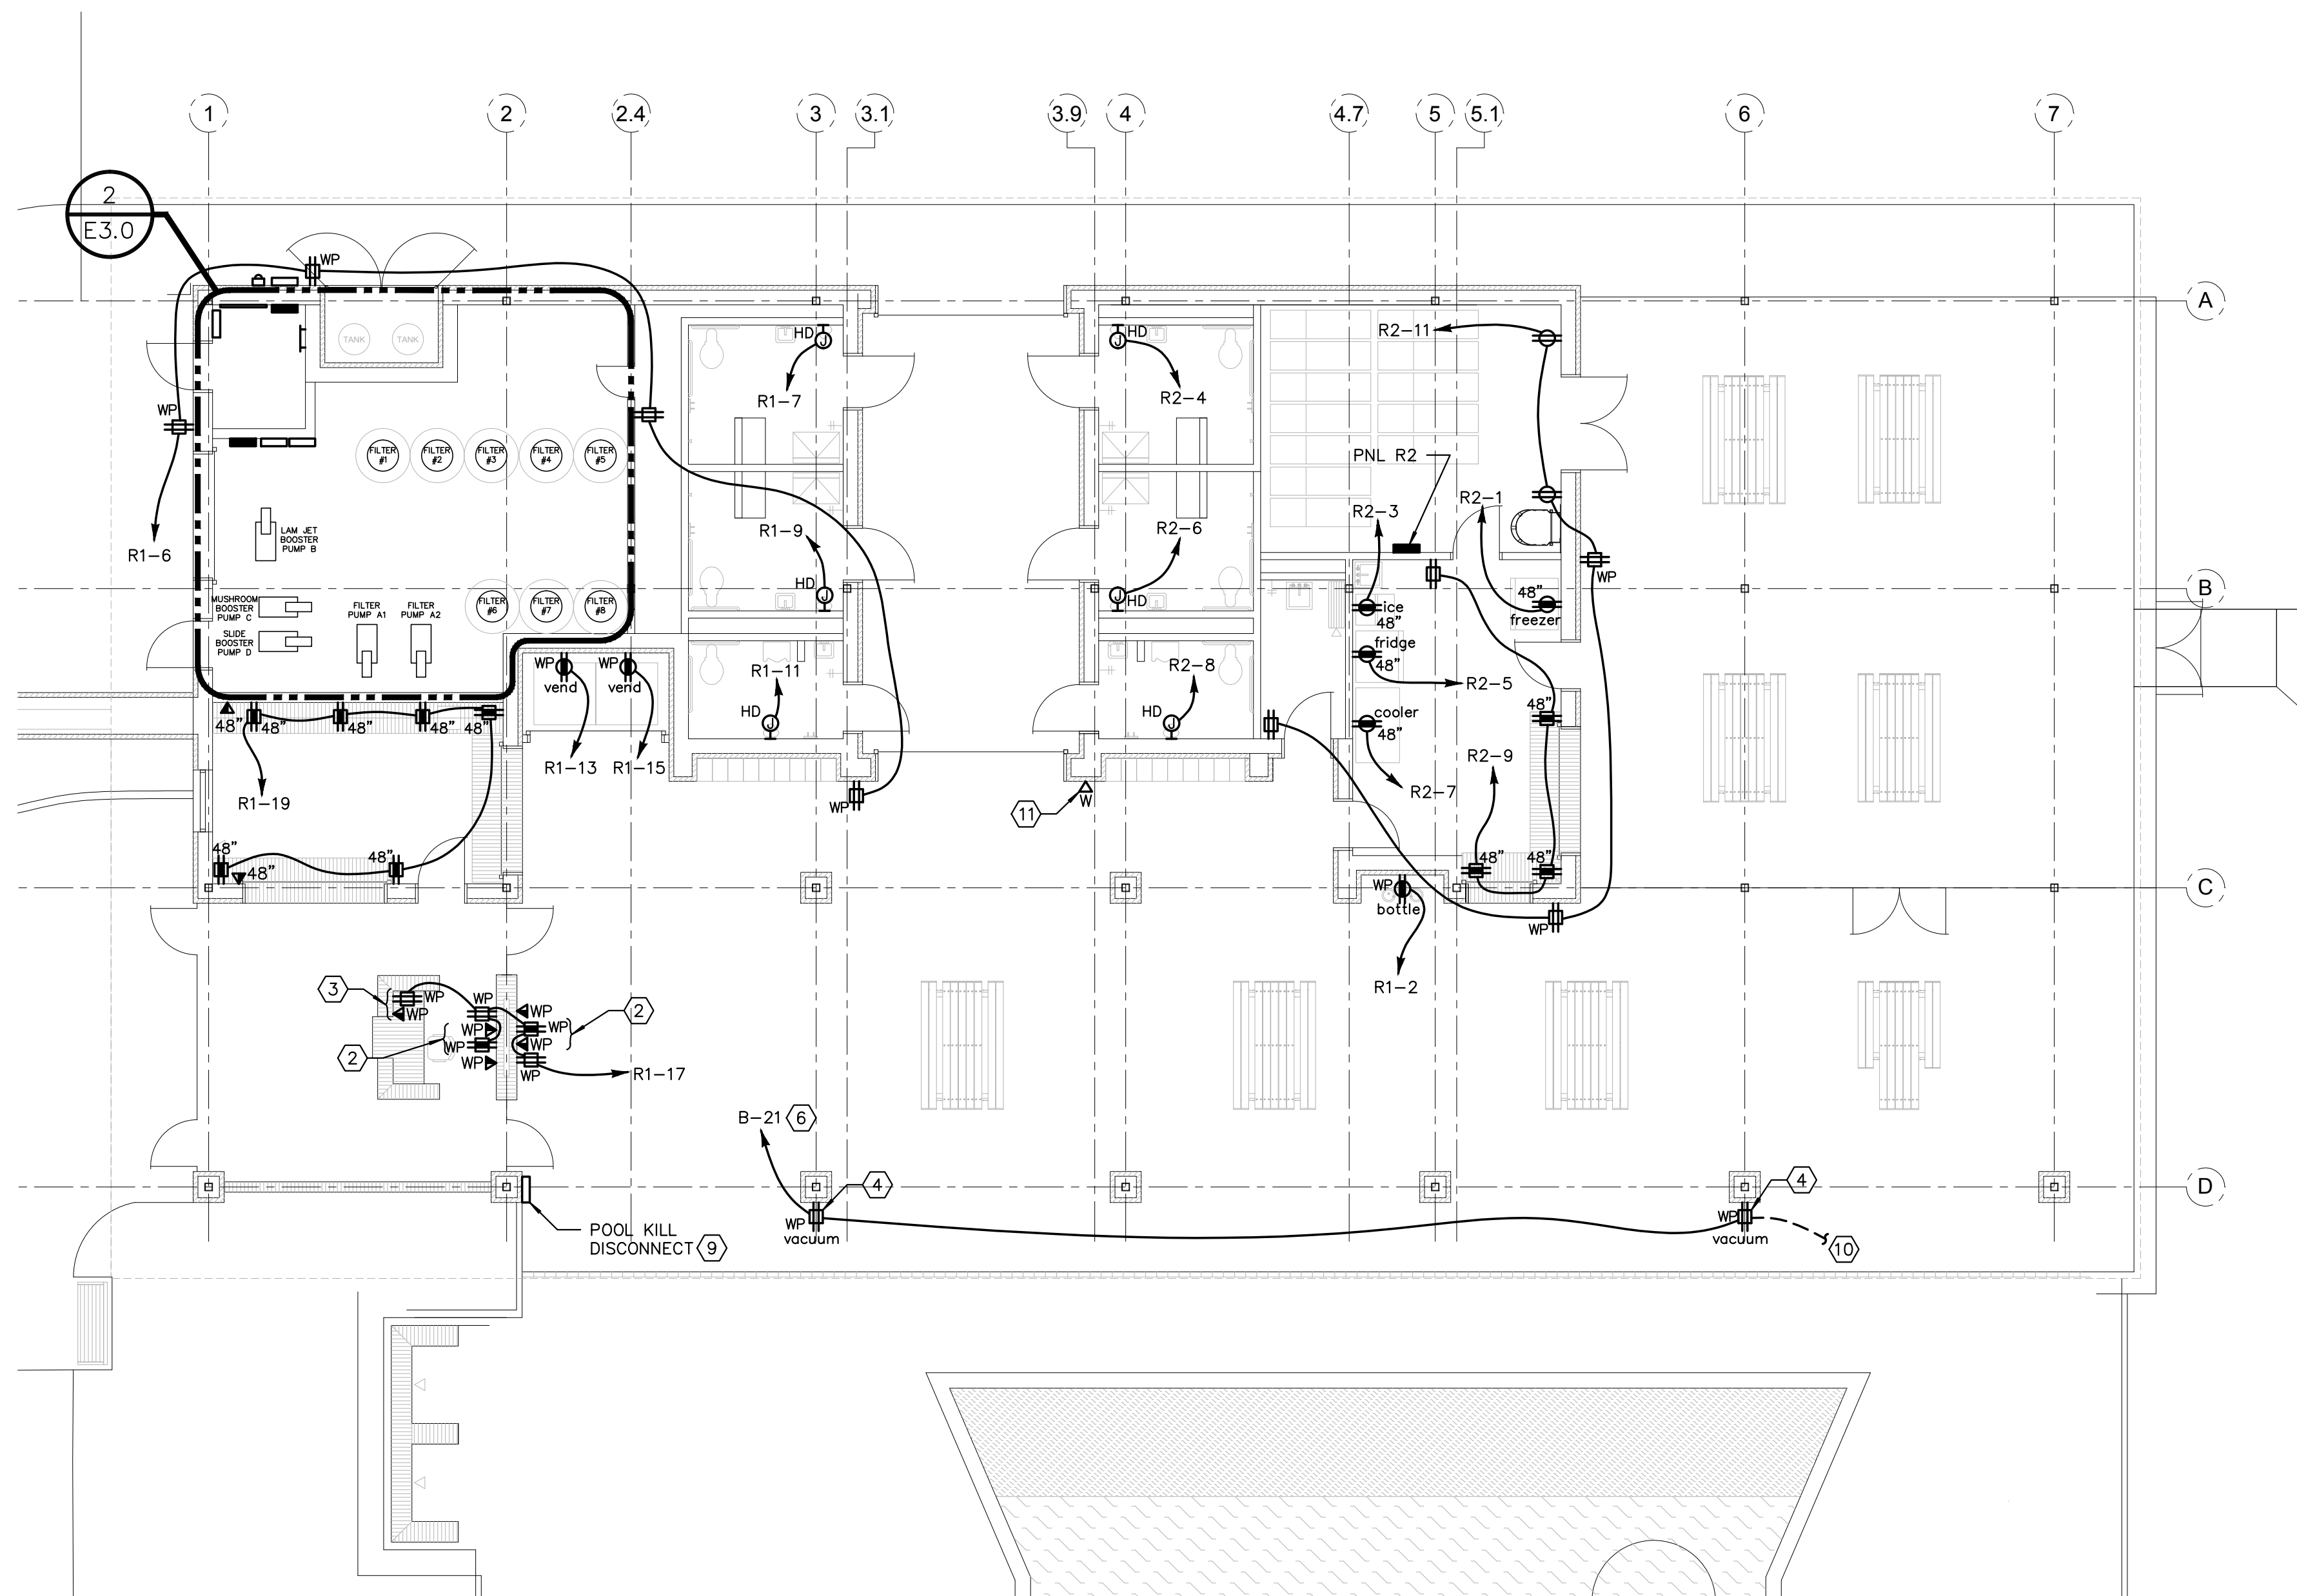 1
2
2.4
3
3.1
3.9
4
4.7
5
5.1
6
7
2
E3.0
WP
A
TANK
TANK
HD
J
J
HD
R2-11
R1-7
R2-4
WP
FILTER
#1
FILTER
#2
FILTER
#3
FILTER
#4
FILTER
#5
PNL R2
R2-1
R2-3
R1-6
LAM JET
BOOSTER
PUMP B
R1-9
R2-6
WP
HD
J
J
HD
B
MUSHROOM
BOOSTER
PUMP C
FILTER
PUMP A1
FILTER
PUMP A2
FILTER
#6
FILTER
#7
FILTER
#8
ice
48"
48"
freezer
SLIDE
BOOSTER
PUMP D
fridge
48"
R2-5
WP
vend
WP
vend
R1-11
R2-8
HD
J
HD
J
cooler
48"
48"
48"
48"
48"
48"
R1-13
R1-15
R2-9
R2-7
R1-19
WP
11
W
48"
48"
48"
48"
48"
WP
bottle
C
WP
R1-2
3
WP
WP
WP
WP
2
WP
WP
2
WP
WP
WP
WP
R1-17
B-21
6
4
4
D
WP
vacuum
WP
vacuum
POOL KILL
DISCONNECT
9
10